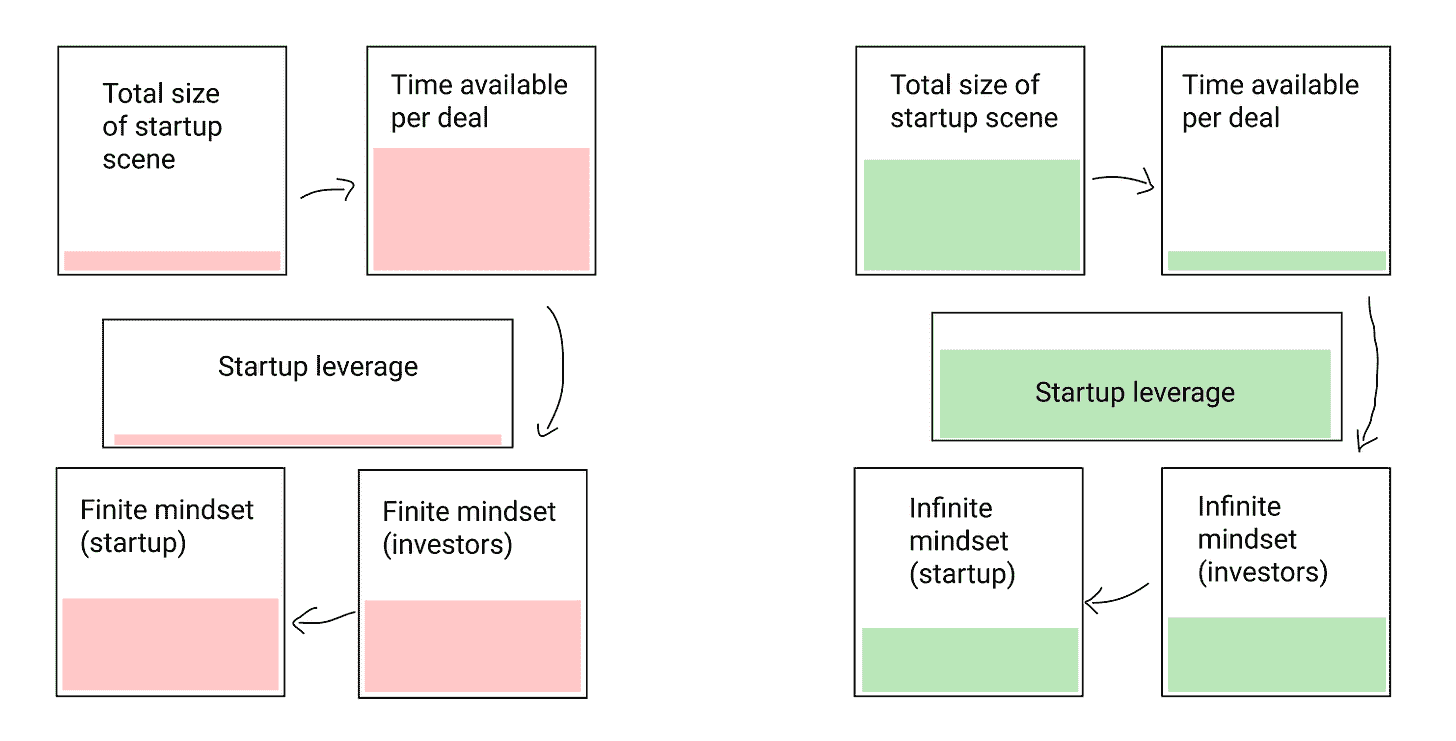 Total size
of startup
scene
Time available
per deal
Startup leverage
Finite mindset
(startup)
Finite mindset
(investors)
Total size of
startup scene
Time available
per deal
Startup leverage
Infinite
mindset
(startup)
Infinite
mindset
(investors)